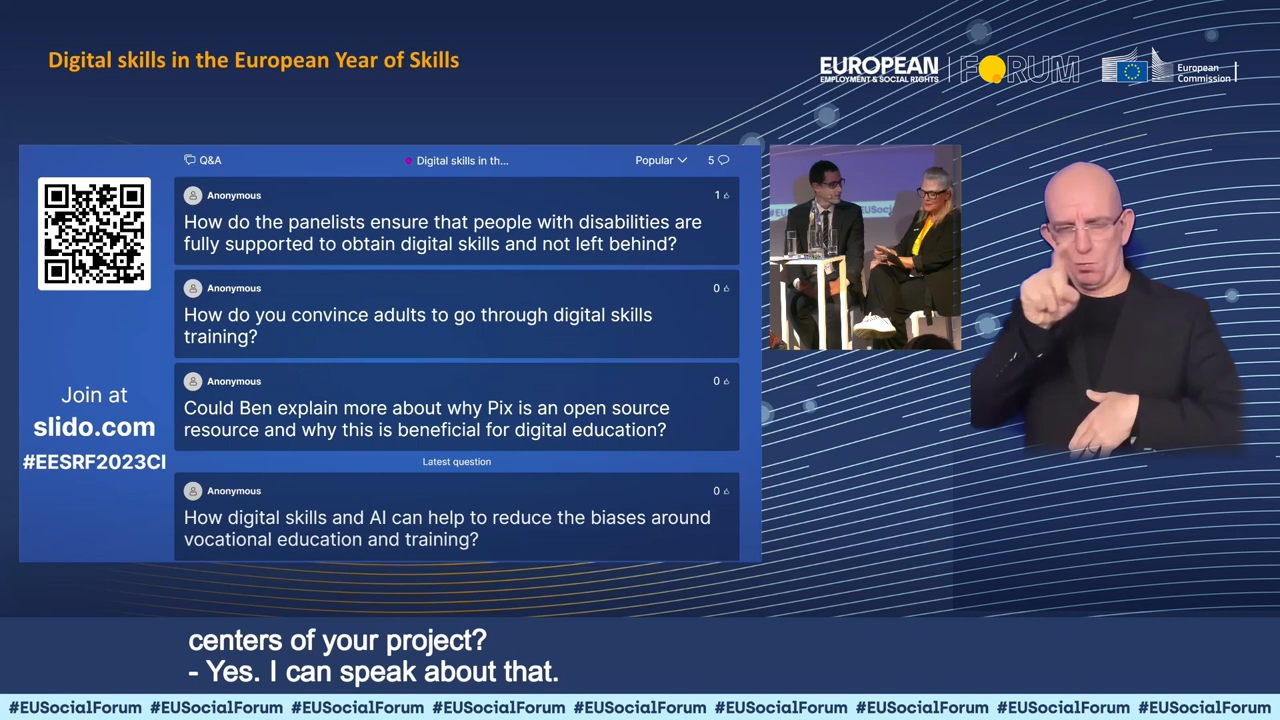 Digital skills in the European Year of Skills
EUROPEAN
EMPLOYMENT & SOCIAL RIGHTS
FORUM
European
Commission
Q&A
Digital skills in th...
Popular
5
Anonymous
1
How do the panelists ensure that people with disabilities are
fully supported to obtain digital skills and not left behind?
Anonymous
0
How do you convince adults to go through digital skills
training?
Anonymous
0
Could Ben explain more about why Pix is an open source
resource and why this is beneficial for digital education?
Latest question
Anonymous
0
How digital skills and AI can help to reduce the biases around
vocational education and training?
Join at
slido.com
#EESRF2023CI
centers of your project?
- Yes. I can speak about that.
#EUSocialForum #EUSocialForum #EUSocialForum #EUSocialForum #EUSocialForum #EUSocialForum #EUSocialForum #EUSocialForum #EUSocialForum